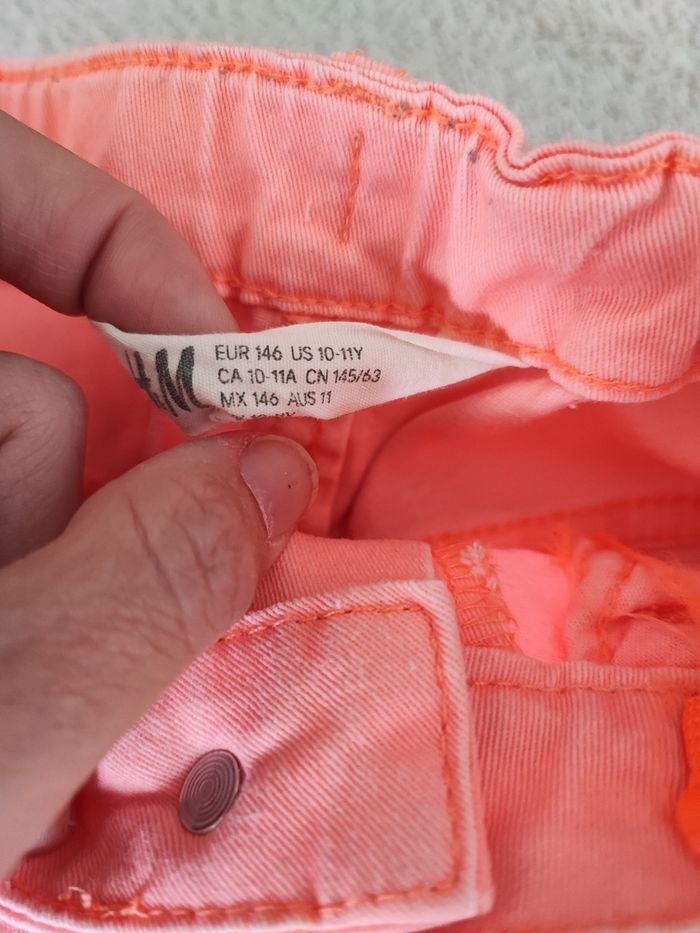 H&M
EUR 146 US 10-11Y
CA 10-11A CN 145/63
MX 146 AUS 11